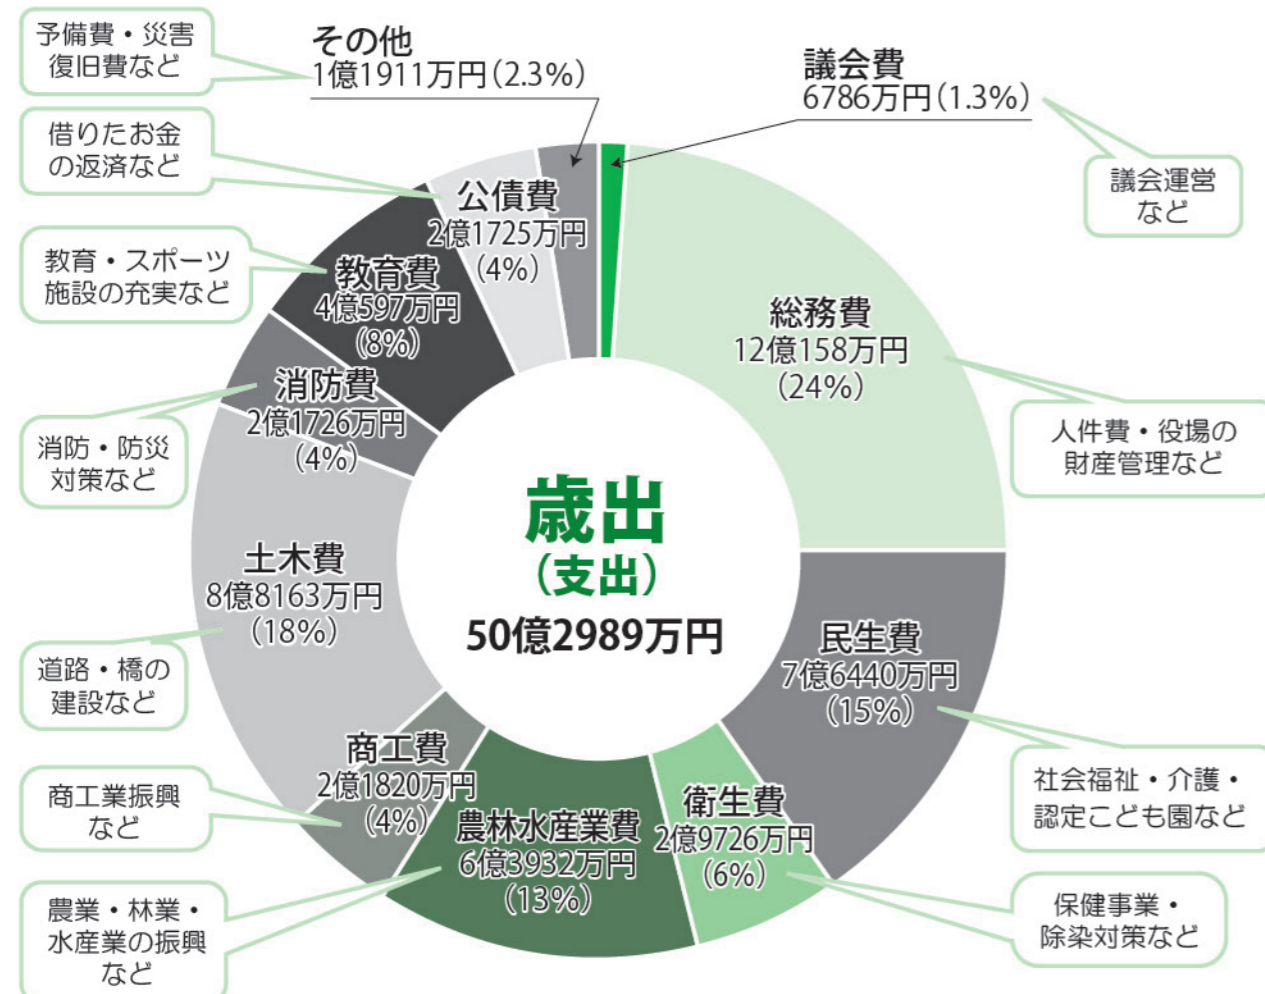 予備費・災害
復旧費など
その他
1億1911万円(2.3%)
議会費
6786万円(1.3%)
議会運営
など
借りたお金
の返済など
公債費
2億1725万円
(4%)
教育・スポーツ
施設の充実など
教育費
4億597万円
(8%)
総務費
12億158万円
(24%)
人件費・役場の
財産管理など
消防費
2億1726万円
(4%)
消防・防災
対策など
歳出
(支出)
50億2989万円
土木費
8億8163万円
(18%)
道路・橋の
建設など
民生費
7億6440万円
(15%)
社会福祉・介護・
認定こども園など
商工費
2億1820万円
(4%)
商工業振興
など
農林水産業費
6億3932万円
(13%)
農業・林業・
水産業の振興
など
衛生費
2億9726万円
(6%)
保健事業・
除染対策など